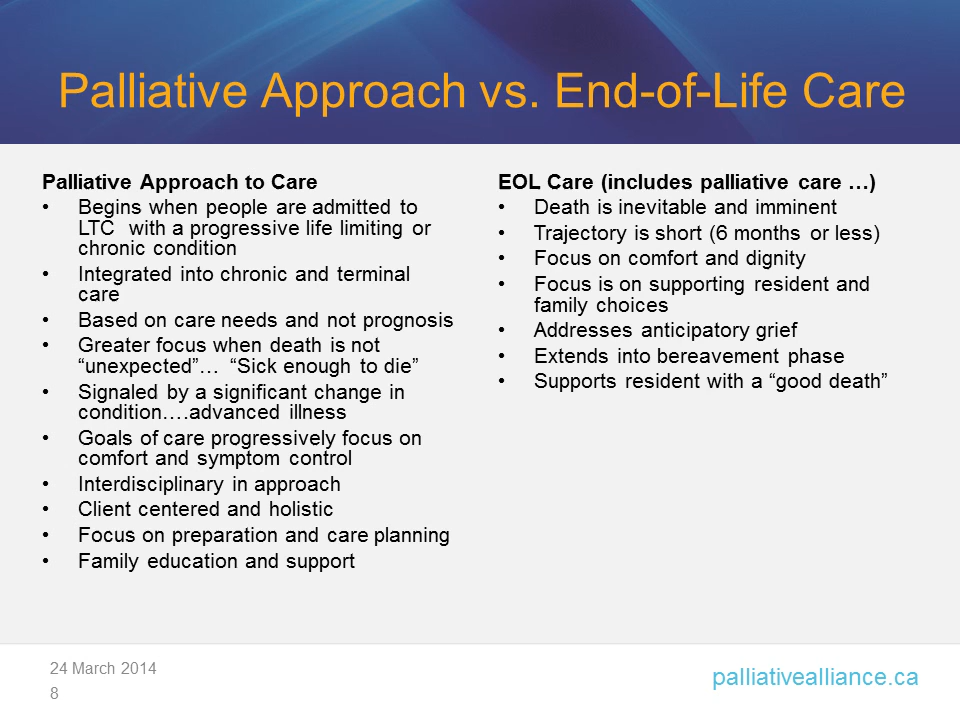 Palliative Approach vs. End-of-Life Care
Palliative Approach to Care
• Begins when people are admitted to
LTC with a progressive life limiting or
chronic condition
• Integrated into chronic and terminal
care
• Based on care needs and not prognosis
• Greater focus when death is not
“unexpected”… “Sick enough to die”
• Signaled by a significant change in
condition….advanced illness
• Goals of care progressively focus on
comfort and symptom control
• Interdisciplinary in approach
• Client centered and holistic
• Focus on preparation and care planning
• Family education and support
EOL Care (includes palliative care …)
• Death is inevitable and imminent
• Trajectory is short (6 months or less)
• Focus on comfort and dignity
• Focus is on supporting resident and
family choices
• Addresses anticipatory grief
• Extends into bereavement phase
• Supports resident with a “good death”
24 March 2014
8
palliativealliance.ca